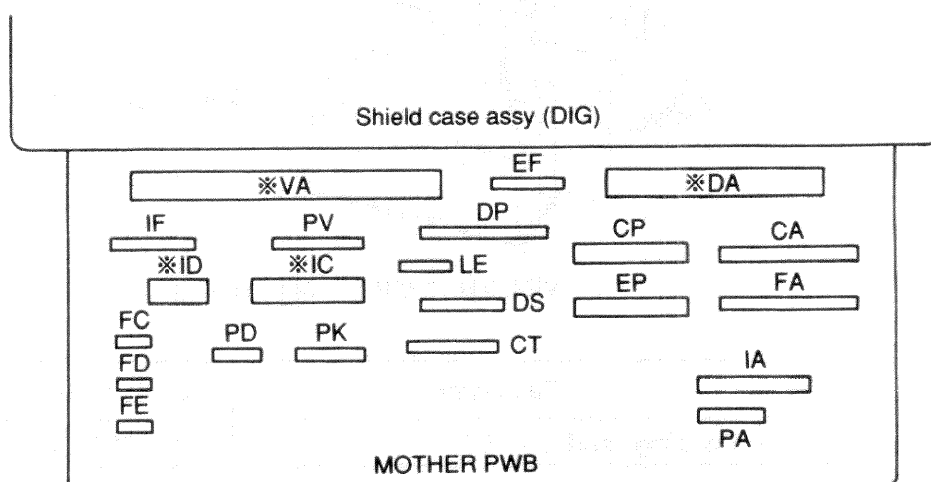 Shield case assy (DIG)
EF
※VA
※DA
DP
IF
PV
CP
CA
※ID
※IC
LE
EP
FA
DS
FC
PD
PK
CT
FD
IA
FE
PA
MOTHER PWB